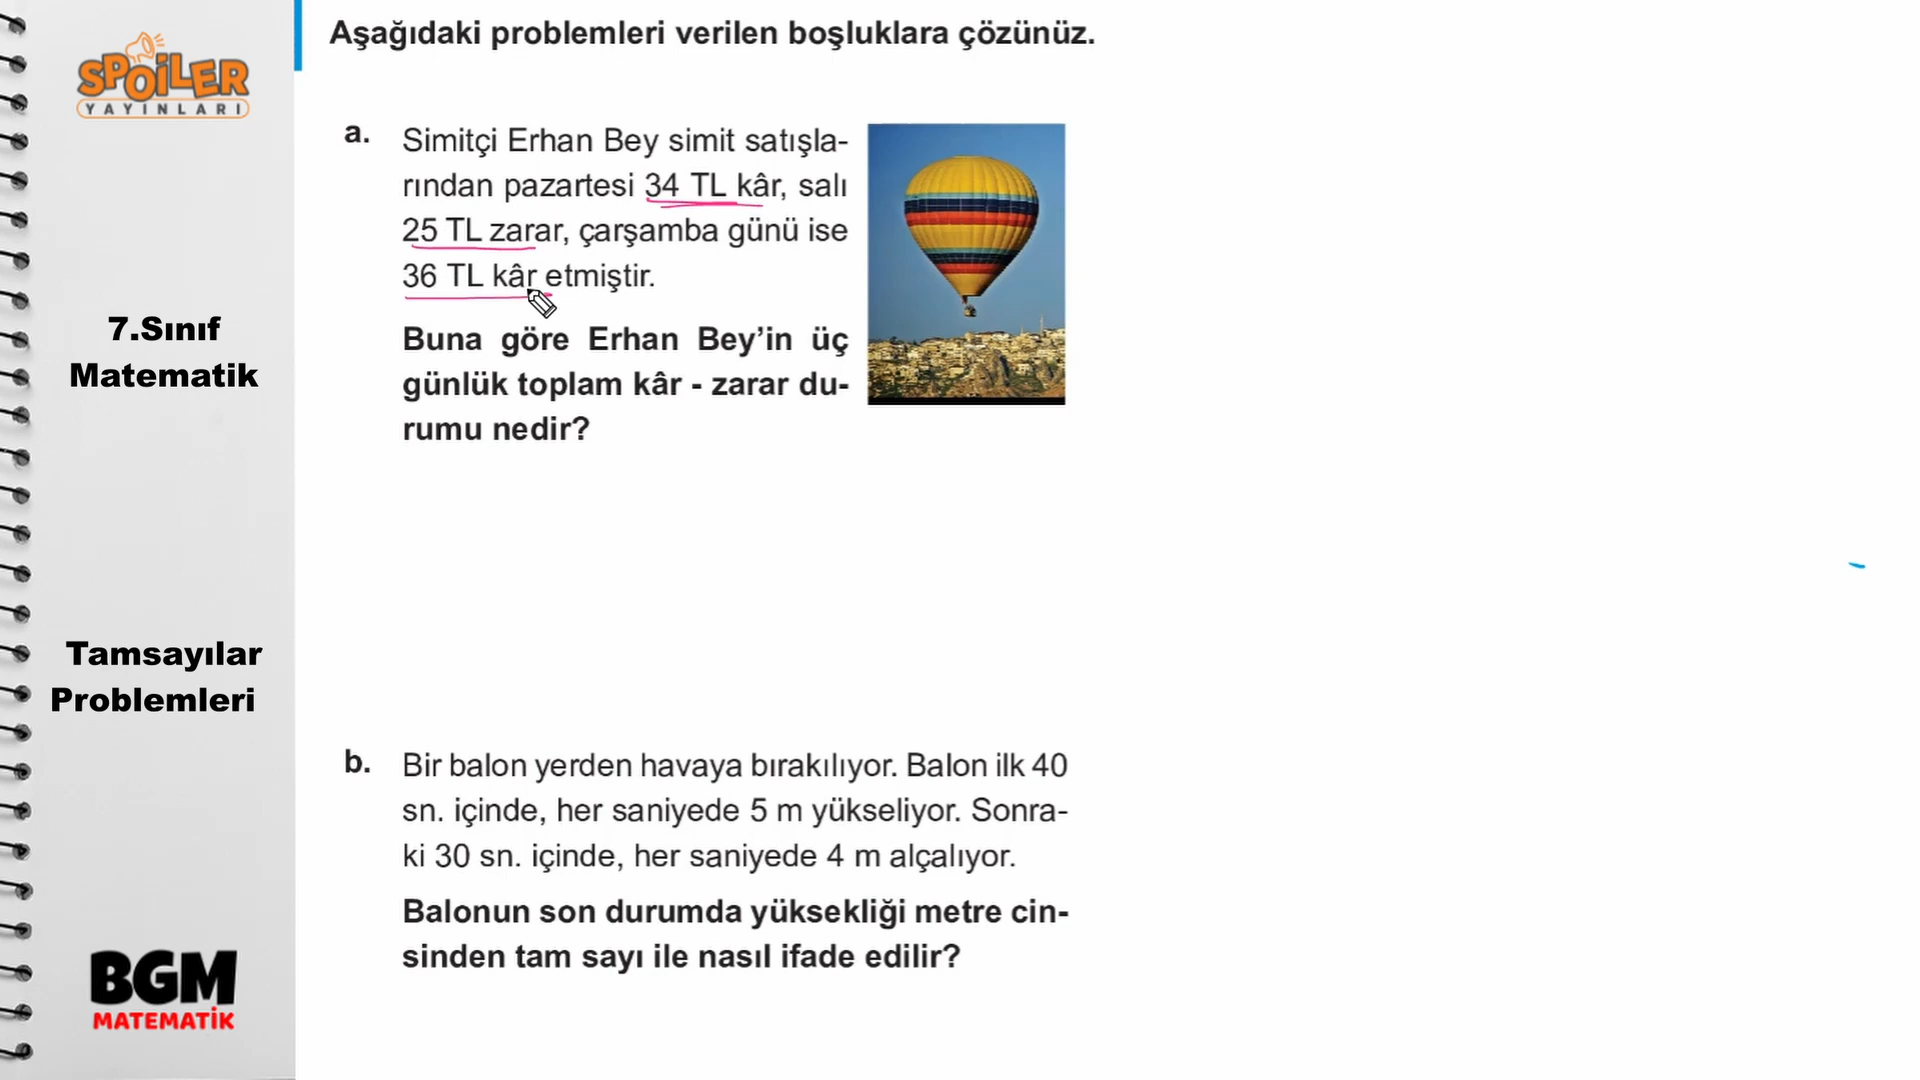 SPOiLER
YAYINLARI
7.Sınıf
Matematik
Tamsayılar
Problemleri
BGM
MATEMATİK
Aşağıdaki problemleri verilen boşluklara çözünüz.
a. Simitçi Erhan Bey simit satışla-
rından pazartesi 34 TL kâr, salı
25 TL zarar, çarşamba günü ise
36 TL kâr etmiştir.
Buna göre Erhan Bey’in üç
günlük toplam kâr - zarar du-
rumu nedir?
b. Bir balon yerden havaya bırakılıyor. Balon ilk 40
sn. içinde, her saniyede 5 m yükseliyor. Sonra-
ki 30 sn. içinde, her saniyede 4 m alçalıyor.
Balonun son durumda yüksekliği metre cin-
sinden tam sayı ile nasıl ifade edilir?